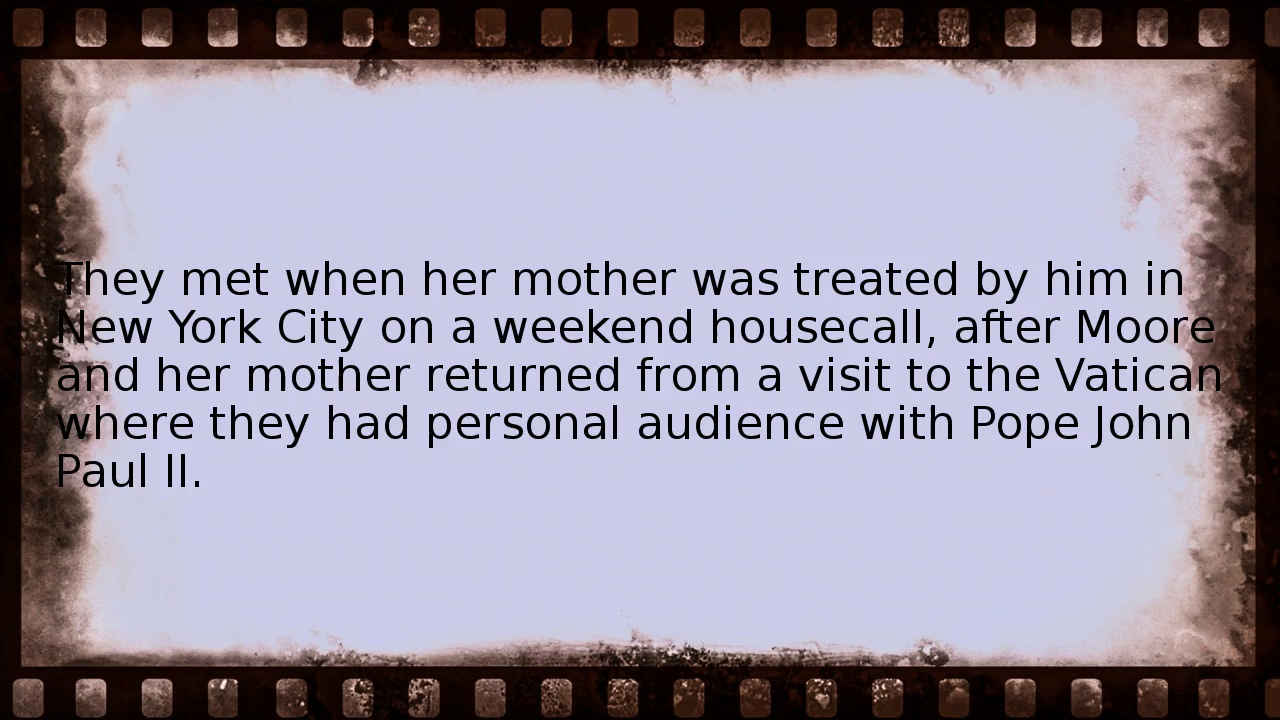 They met when her mother was treated by him in
New York City on a weekend housecall, after Moore
and her mother returned from a visit to the Vatican
where they had personal audience with Pope John
Paul II.